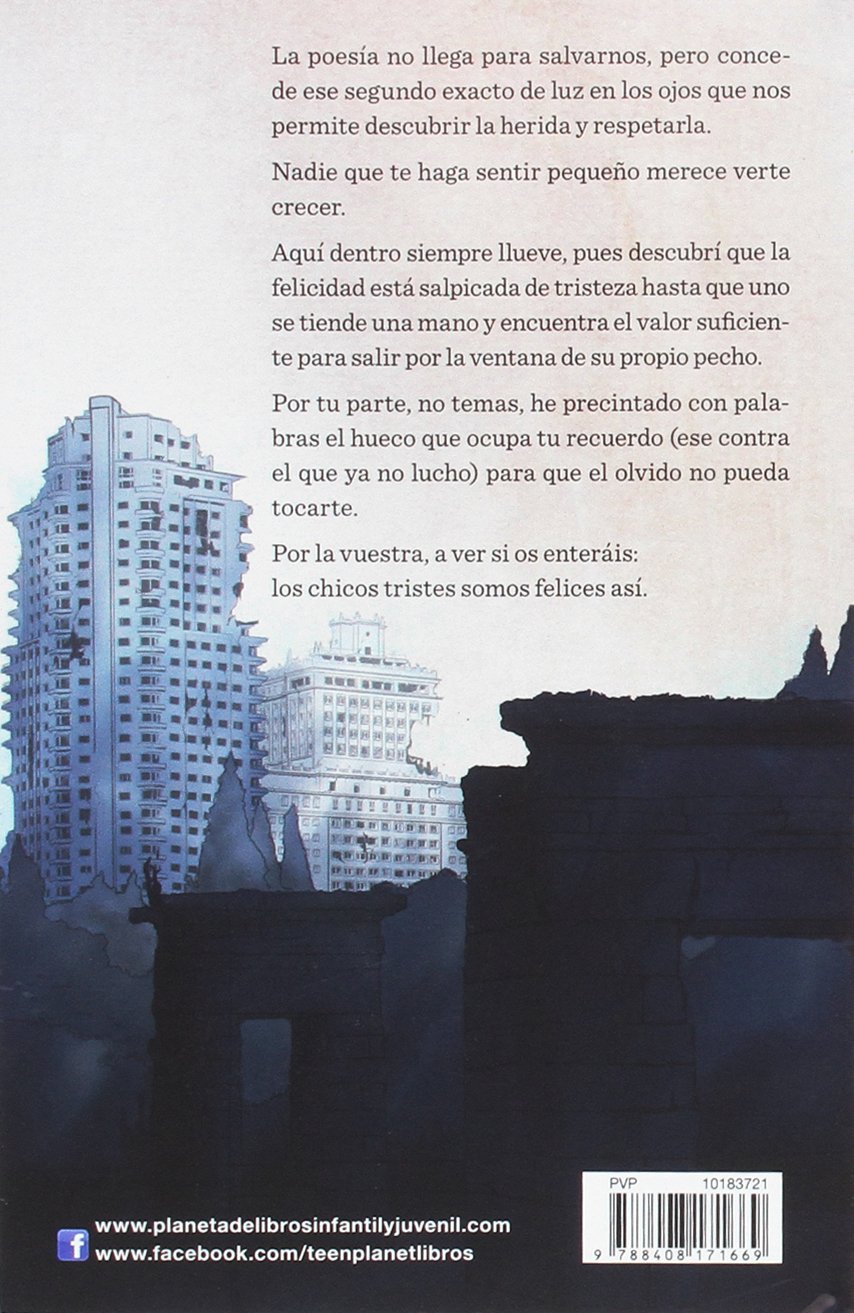 La poesía no llega para salvarnos, pero conce-
de ese segundo exacto de luz en los ojos que nos
permite descubrir la herida y respetarla.
Nadie que te haga sentir pequeño merece verte
crecer.
Aquí dentro siempre llueve, pues descubrí que la
felicidad está salpicada de tristeza hasta que uno
se tiende una mano y encuentra el valor suficien-
te para salir por la ventana de su propio pecho.
Por tu parte, no temas, he precintado con pala-
bras el hueco que ocupa tu recuerdo (ese contra
el que ya no lucho) para que el olvido no pueda
tocarte.
Por la vuestra, a ver si os enteráis:
los chicos tristes somos felices así.
PVP 10183721
9 788408 171669
www.planetadelibrosinfantilyjuvenil.com
f www.facebook.com/teenplanetlibros